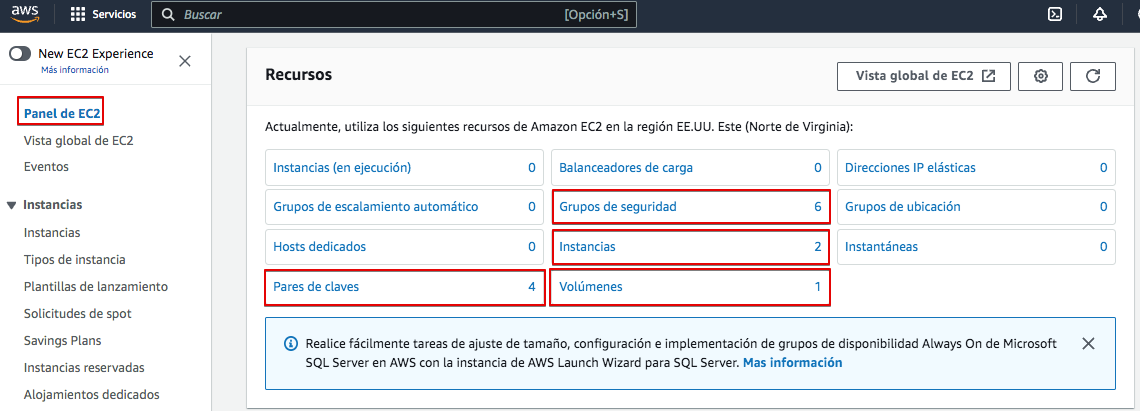 aws
Servicios
Buscar
[Opción+S]
New EC2 Experience
Más información
Panel de EC2
Vista global de EC2
Eventos
Instancias
Instancias
Tipos de instancia
Plantillas de lanzamiento
Solicitudes de spot
Savings Plans
Instancias reservadas
Alojamientos dedicados
Recursos
Vista global de EC2
Actualmente, utiliza los siguientes recursos de Amazon EC2 en la región EE.UU. Este (Norte de Virginia):
Instancias (en ejecución) 0
Balanceadores de carga 0
Direcciones IP elásticas 0
Grupos de escalamiento automático 0
Grupos de seguridad 6
Grupos de ubicación 0
Hosts dedicados 0
Instancias 2
Instantáneas 0
Pares de claves 4
Volúmenes 1
Realice fácilmente tareas de ajuste de tamaño, configuración e implementación de grupos de disponibilidad Always On de Microsoft
SQL Server en AWS con la instancia de AWS Launch Wizard para SQL Server. Mas información